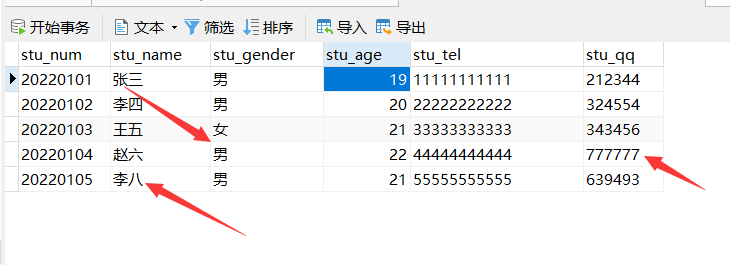 开始事务 文本 筛选 排序 导入 导出
stu_num stu_name stu_gender stu_age stu_tel stu_qq
20220101 张三 男 19 11111111111 212344
20220102 李四 男 20 22222222222 324554
20220103 王五 女 21 33333333333 343456
20220104 赵六 男 22 44444444444 777777
20220105 李八 男 21 55555555555 639493